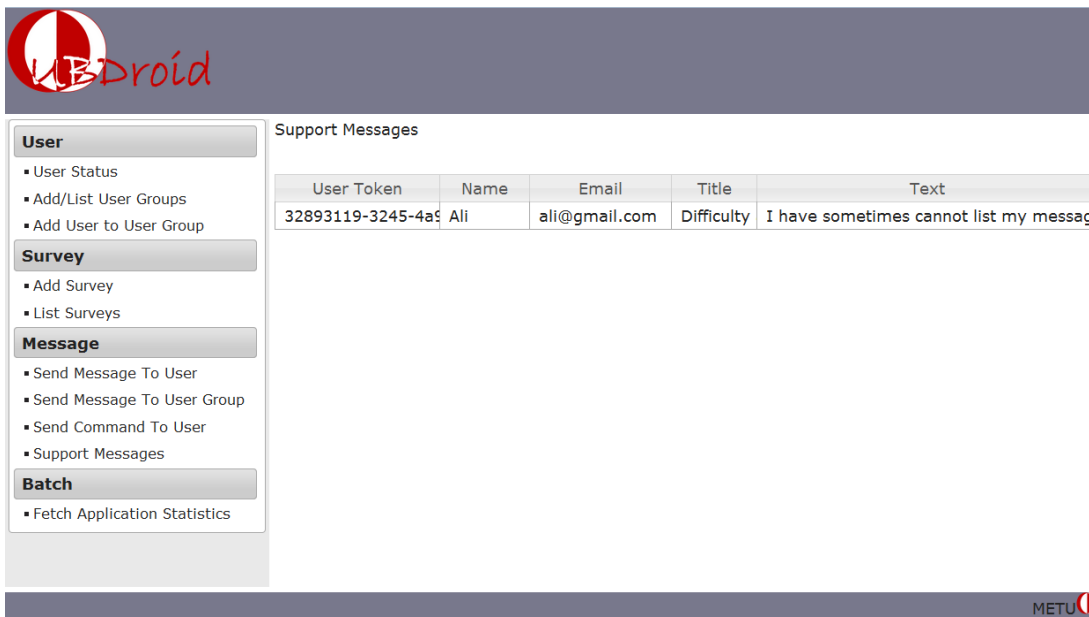 UBDroid
User
User Status
Add/List User Groups
Add User to User Group
Survey
Add Survey
List Surveys
Message
Send Message To User
Send Message To User Group
Send Command To User
Support Messages
Batch
Fetch Application Statistics
Support Messages
User Token Name Email Title Text
32893119-3245-4a9 Ali ali@gmail.com Difficulty I have sometimes cannot list my messag
METU